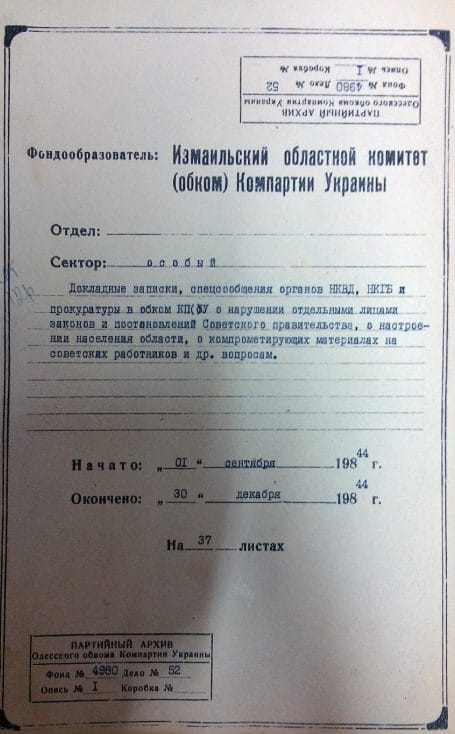 ПАРТИЙНЫЙ АРХИВ
Одесского обкома Компартии Украины
Фонд № 4980 Дело № 52
Опись № I Коробка №
Фондообразователь: Измаильский областной комитет
(обком) Компартии Украины
Отдел:
Сектор: особый
Докладные записки, спецсообщения органов НКВД, НКГБ и
прокуратуры в обком КП(б)У о нарушении отдельными лицами
законов и постановлений Советского правительства, о настрое-
нии населения области, о компрометирующих материалах на
советских работников и др. вопросам.
Начато: „ 01 “ сентября 198 44 г.
Окончено: „ 30 “ декабря 198 44 г.
На 37 листах
ПАРТИЙНЫЙ АРХИВ
Одесского обкома Компартии Украины
Фонд № 4980 Дело № 52
Опись № I Коробка №